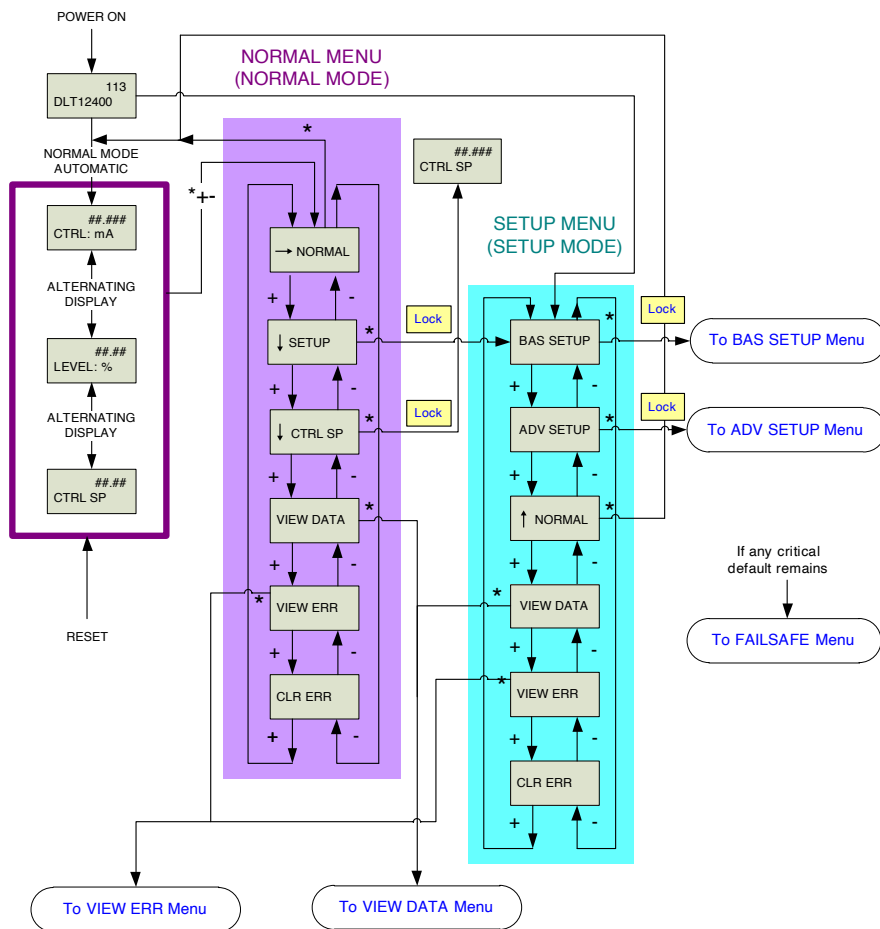 POWER ON
113
DLT12400
NORMAL MODE
AUTOMATIC
##.###
CTRL: mA
ALTERNATING
DISPLAY
##.##
LEVEL: %
ALTERNATING
DISPLAY
##.##
CTRL SP
RESET
*+-
NORMAL MENU
(NORMAL MODE)
*
→ NORMAL
+ -
↓ SETUP
*
Lock
+ -
↓ CTRL SP
*
Lock
+ -
VIEW DATA
*
+ -
VIEW ERR
*
+ -
CLR ERR
+ -
##.###
CTRL SP
SETUP MENU
(SETUP MODE)
BAS SETUP
*
Lock
To BAS SETUP Menu
+ -
ADV SETUP
*
Lock
To ADV SETUP Menu
+ -
↑ NORMAL
*
+ -
VIEW DATA
*
+ -
VIEW ERR
*
+ -
CLR ERR
+ -
If any critical
default remains
To FAILSAFE Menu
To VIEW ERR Menu
To VIEW DATA Menu